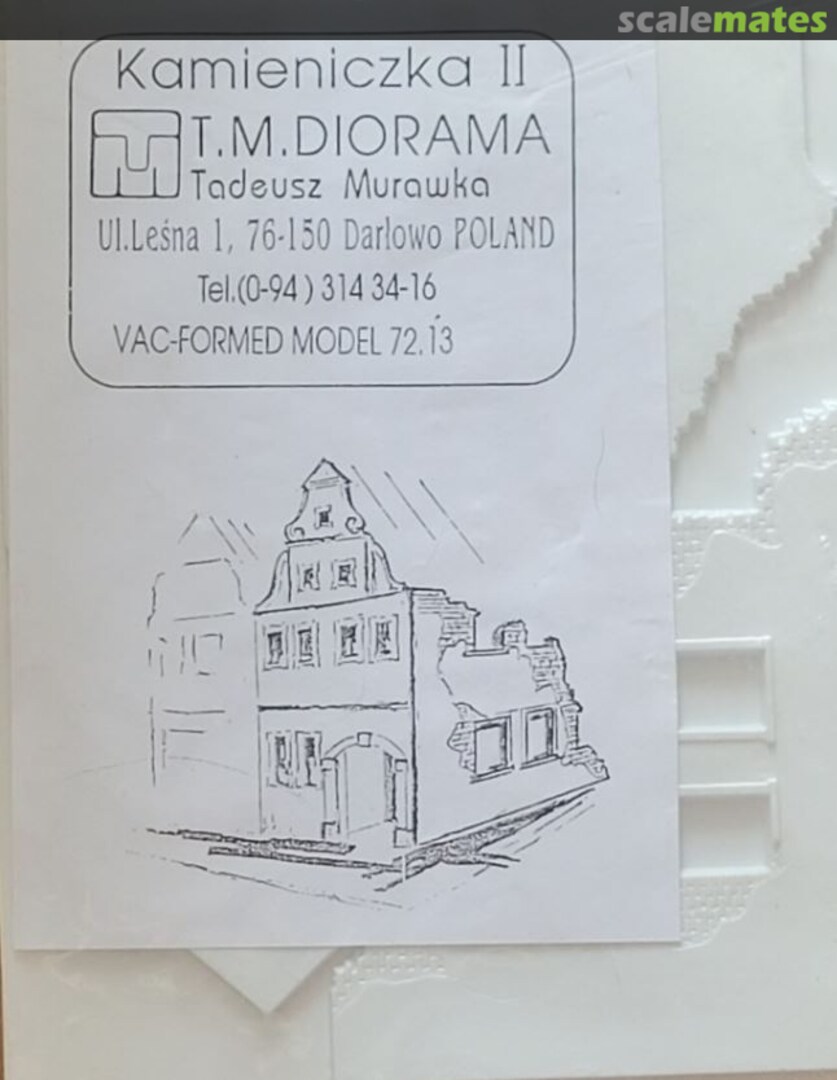 scalemates
Kamieniczka II
TM T.M.DIORAMA
Tadeusz Murawka
Ul.Leśna 1, 76-150 Darlowo POLAND
Tel.(0-94 ) 314 34-16
VAC-FORMED MODEL 72.13